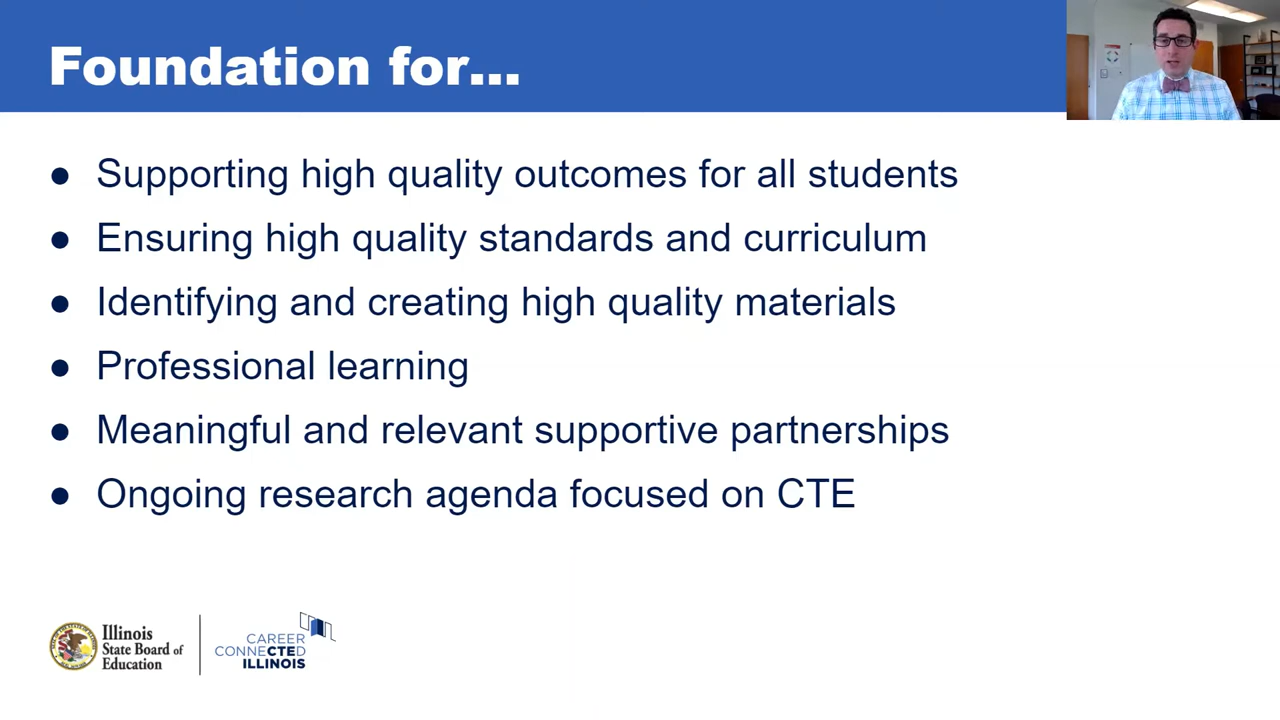 Foundation for...
● Supporting high quality outcomes for all students
● Ensuring high quality standards and curriculum
● Identifying and creating high quality materials
● Professional learning
● Meaningful and relevant supportive partnerships
● Ongoing research agenda focused on CTE
Illinois
State Board of
Education
CAREER
CONNECTED
ILLINOIS